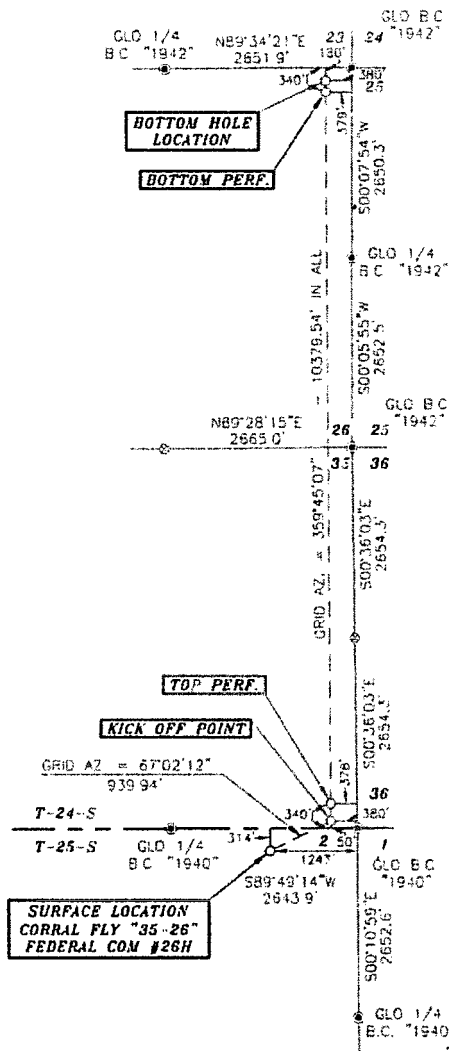 GLO 1/4
B.C. "1942"
N89°34'21"E
2651.9'
23
24
GLO B.C.
"1942"
340'
380'
25
379'
BOTTOM HOLE
LOCATION
BOTTOM PERF.
S00°07'54"W
2650.3'
GLO 1/4
B.C. "1942"
S00°05'55"W
2652.5'
GLO B.C.
"1942"
N89°28'15"E
2665.0'
26
25
35
36
10379.54' IN ALL
GRID AZ. = 359°45'07"
S00°36'03"E
2654.3'
S00°36'03"E
2654.3'
TOP PERF.
KICK OFF POINT
GRID AZ = 67°02'12"
939.94'
378'
36
340'
380'
T-24-S
T-25-S
GLO 1/4
B.C "1940"
314'
2
50'
1
1243'
GLO B.C
"1940"
S89°49'14"W
2643.9'
SURFACE LOCATION
CORRAL FLY "35-26"
FEDERAL COM #26H
S00°10'59"E
2652.6'
GLO 1/4
B.C. "1940